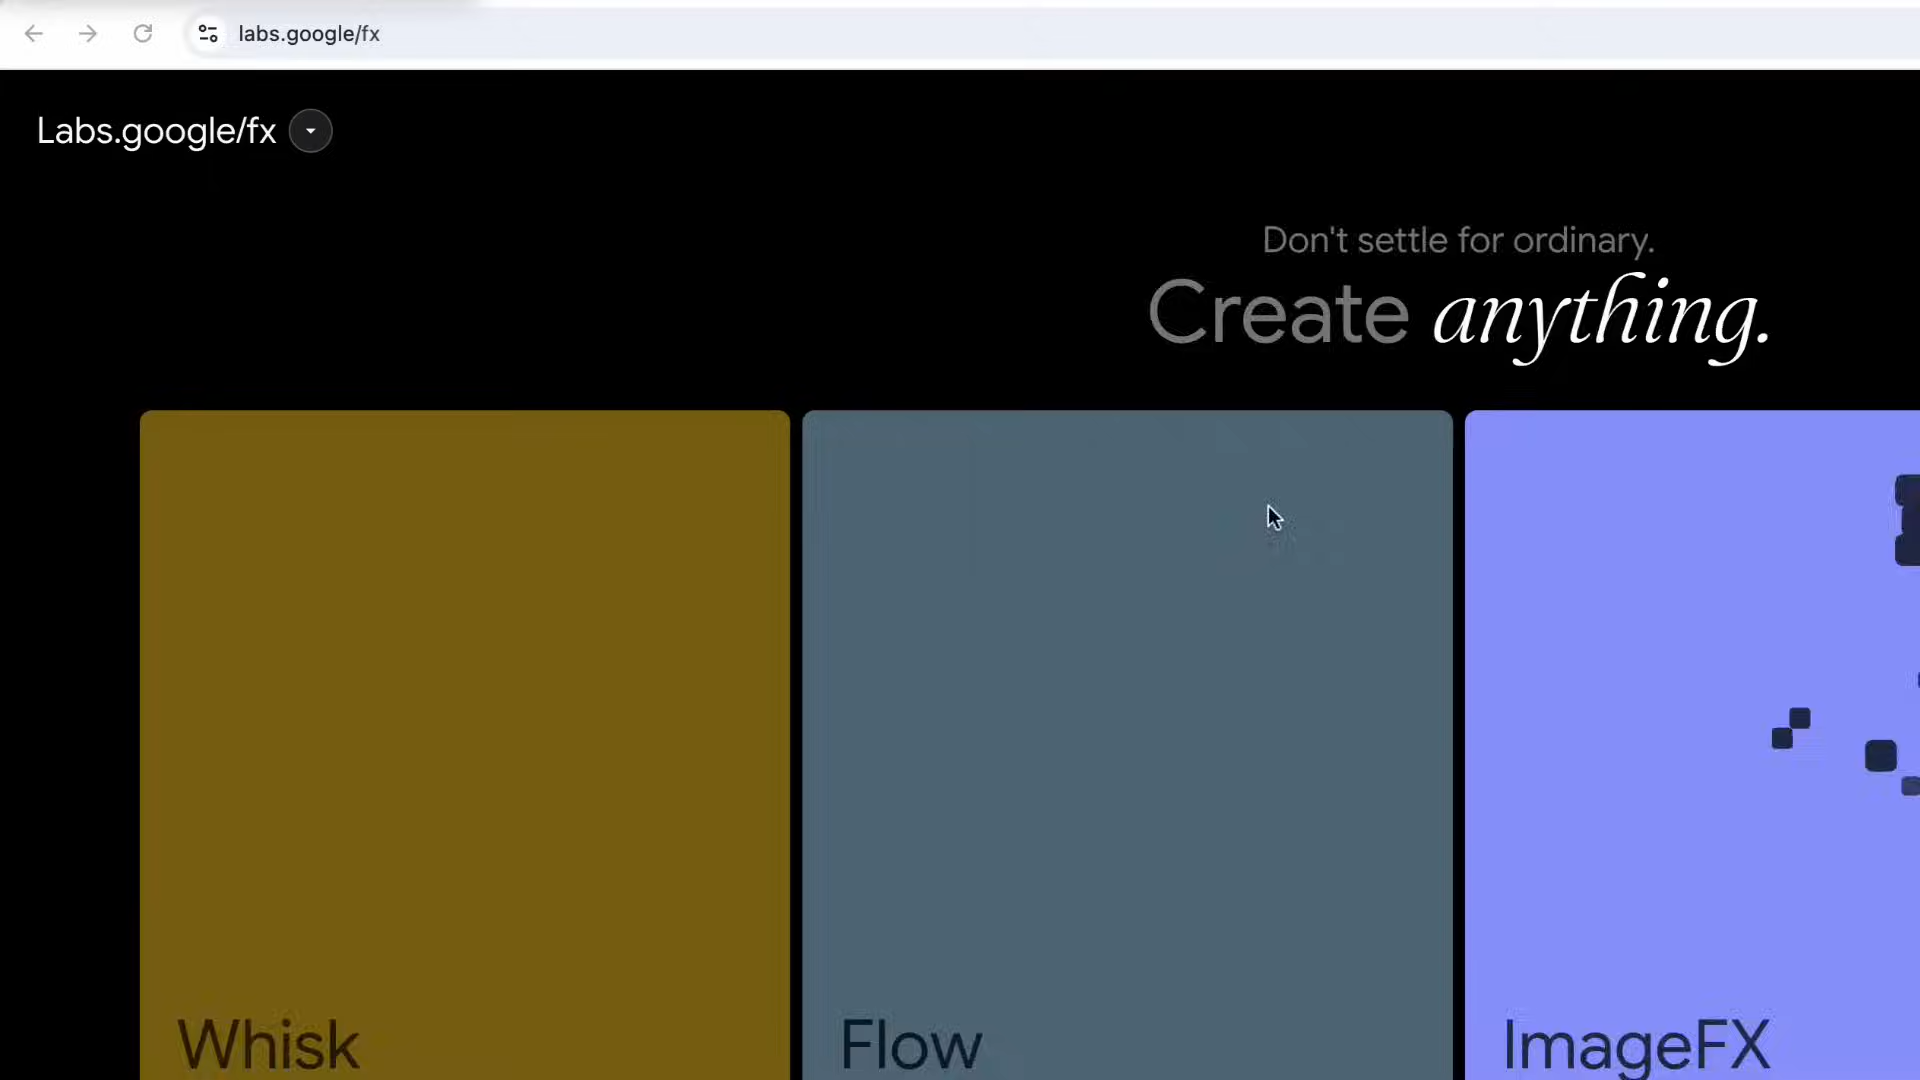 labs.google/fx
Labs.google/fx
Don't settle for ordinary.
Create anything.
Whisk
Flow
ImageFX